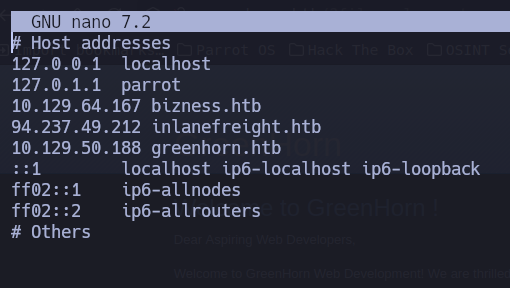 GNU nano 7.2
# Host addresses
127.0.0.1  localhost
127.0.1.1  parrot
10.129.64.167 bizness.htb
94.237.49.212 inlanefreight.htb
10.129.50.188 greenhorn.htb
::1        localhost ip6-localhost ip6-loopback
ff02::1    ip6-allnodes
ff02::2    ip6-allrouters
# Others
Parrot OS
Hack The Box
OSINT
to GreenHorn !
Dear Aspiring Web Developers
Welcome to GreenHorn Web Development! We are thrilled